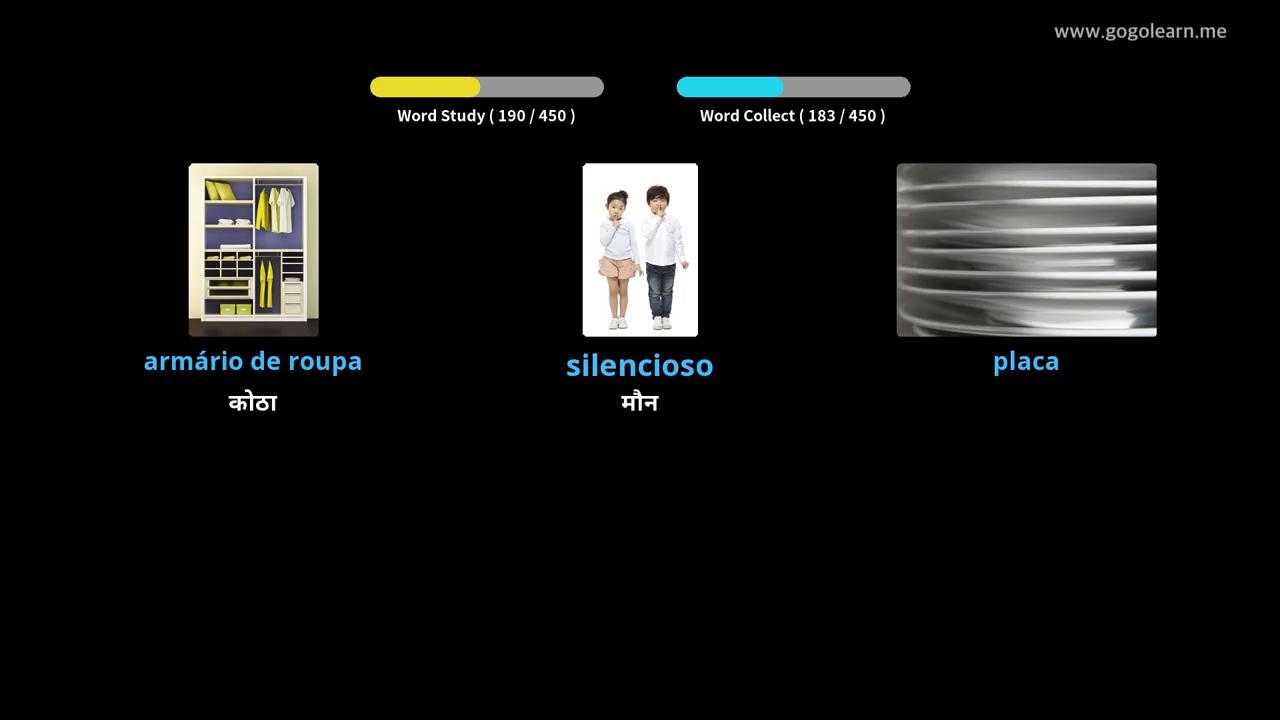 www.gogolearn.me
Word Study ( 190 / 450 )
Word Collect ( 183 / 450 )
armário de roupa
कोठा
silencioso
मौन
placa